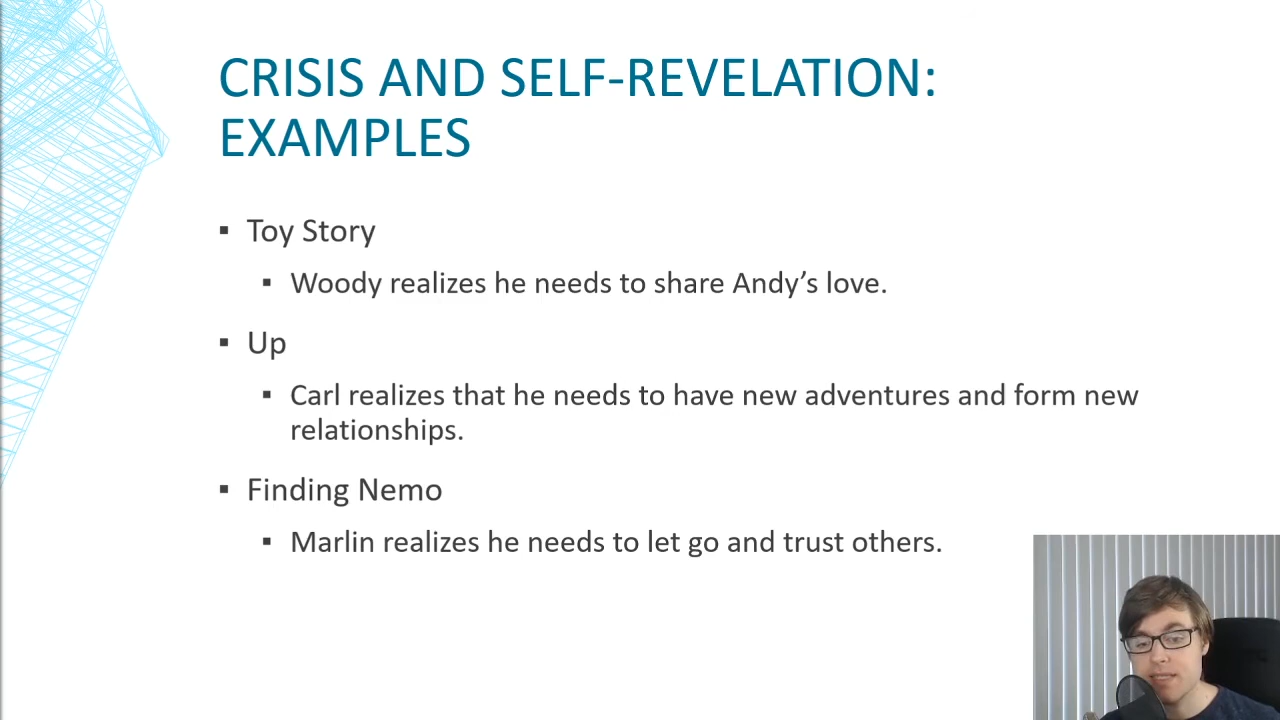 CRISIS AND SELF-REVELATION:
EXAMPLES
▪ Toy Story
▪ Woody realizes he needs to share Andy’s love.
▪ Up
▪ Carl realizes that he needs to have new adventures and form new
relationships.
▪ Finding Nemo
▪ Marlin realizes he needs to let go and trust others.